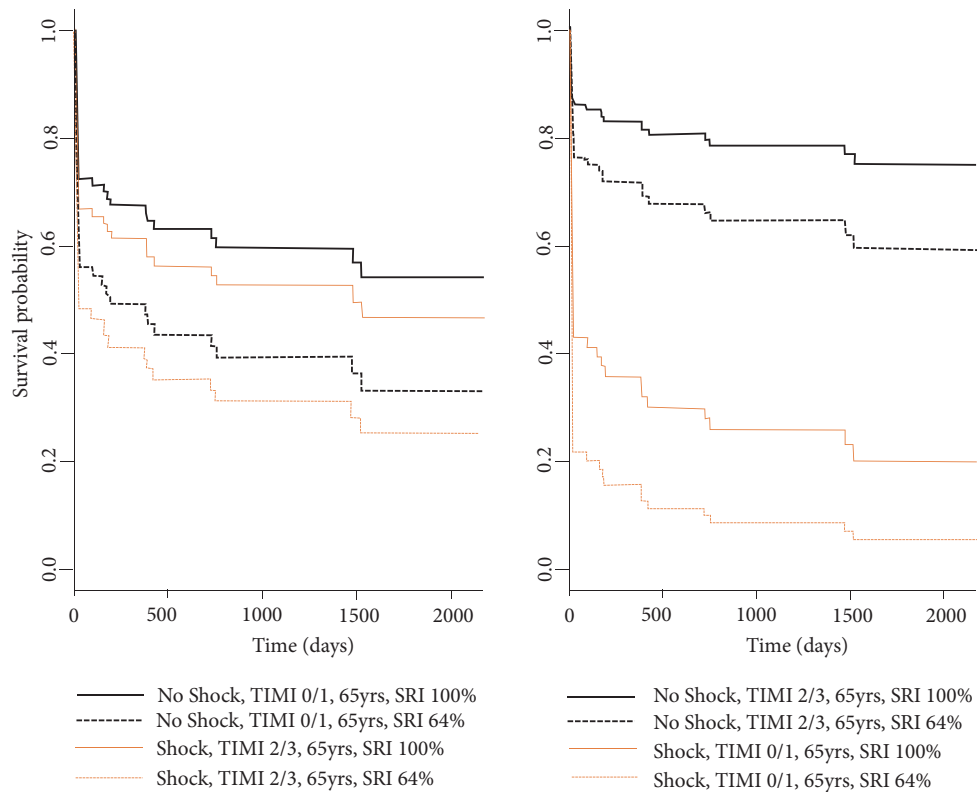 Survival probability
1.0
0.8
0.6
0.4
0.2
0.0
0 500 1000 1500 2000
Time (days)
No Shock, TIMI 0/1, 65yrs, SRI 100%
No Shock, TIMI 0/1, 65yrs, SRI 64%
Shock, TIMI 2/3, 65yrs, SRI 100%
Shock, TIMI 2/3, 65yrs, SRI 64%
1.0
0.8
0.6
0.4
0.2
0.0
0 500 1000 1500 2000
Time (days)
No Shock, TIMI 2/3, 65yrs, SRI 100%
No Shock, TIMI 2/3, 65yrs, SRI 64%
Shock, TIMI 0/1, 65yrs, SRI 100%
Shock, TIMI 0/1, 65yrs, SRI 64%